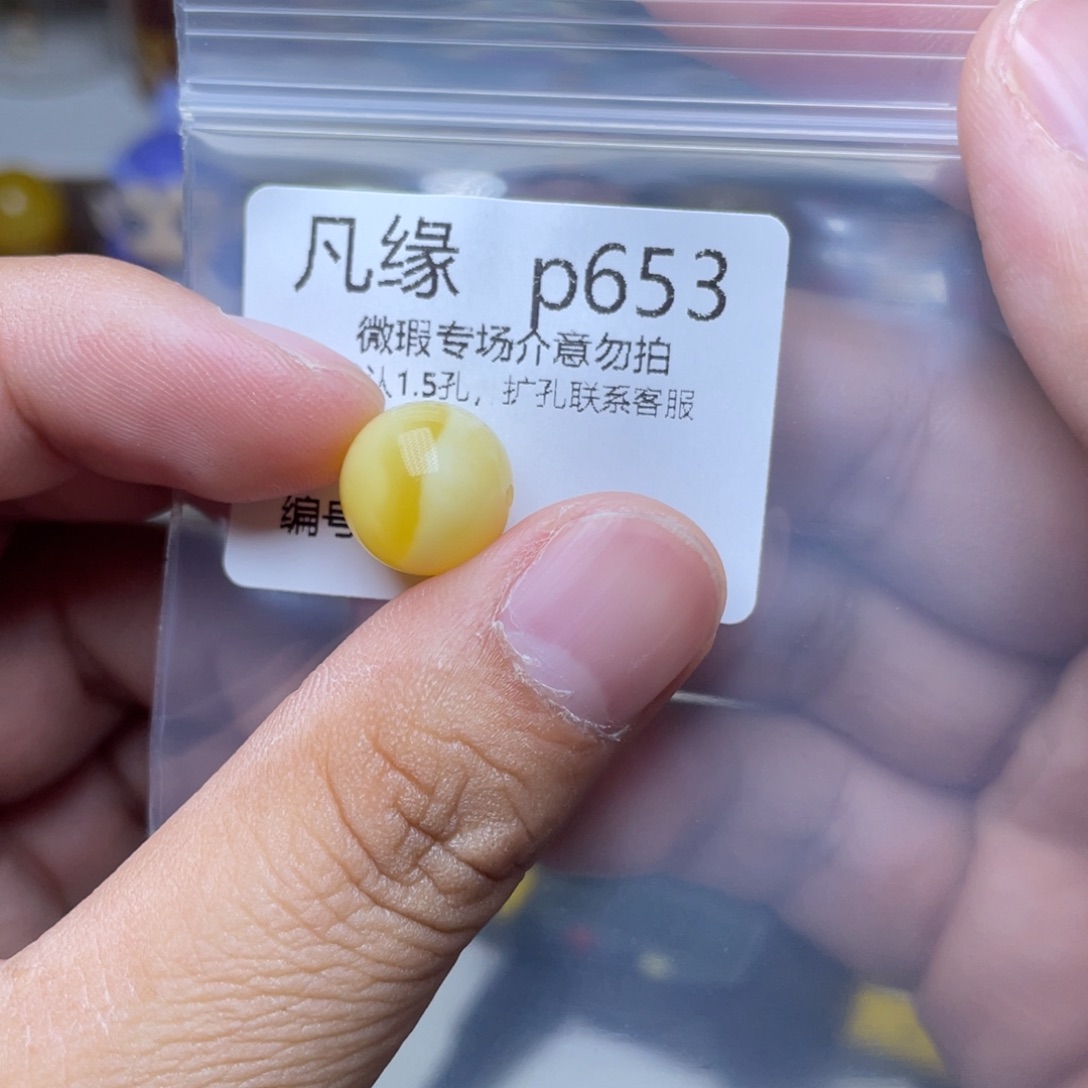 凡缘 p653
微瑕专场介意勿拍
认1.5孔，扩孔联系客服
编号